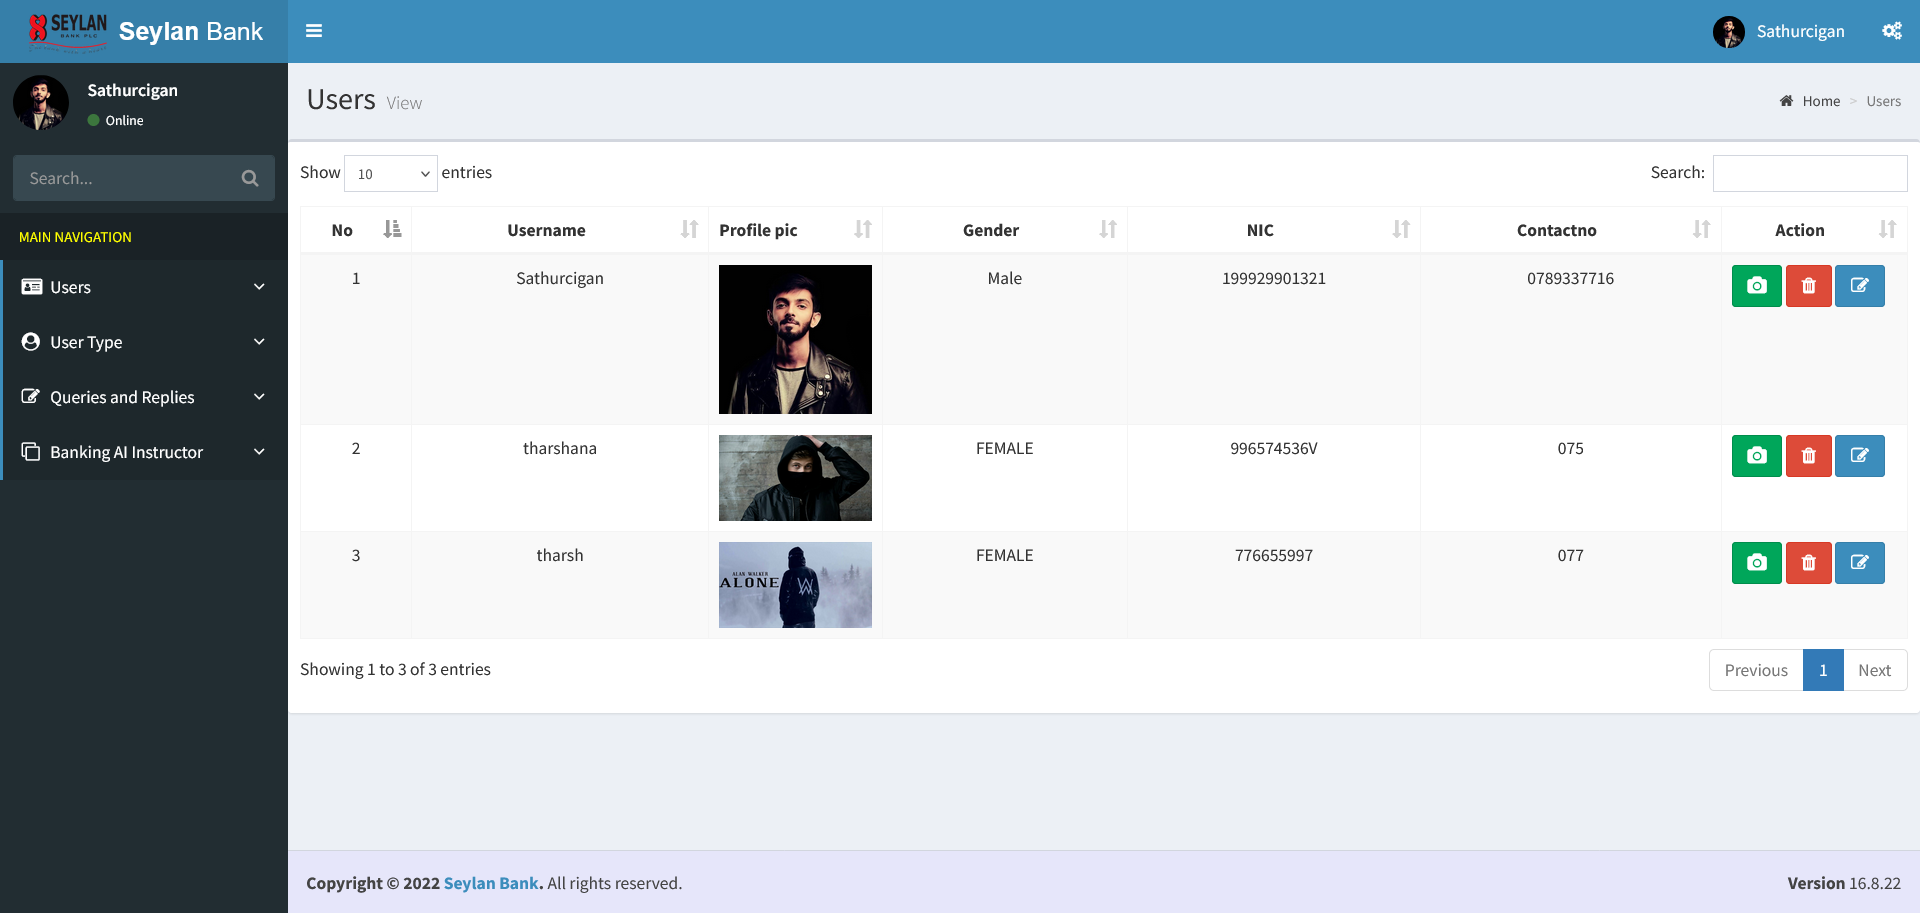 SEYLAN
BANK PLC
Seylan Bank
Sathurcigan
Sathurcigan
Online
Search...
MAIN NAVIGATION
Users
User Type
Queries and Replies
Banking AI Instructor
Users View
Home > Users
Show 10 entries
Search:
No Username Profile pic Gender NIC Contactno Action
1 Sathurcigan Male 199929901321 0789337716
2 tharshana FEMALE 996574536V 075
3 tharsh FEMALE 776655997 077
ALAN WALKER
ALONE
Showing 1 to 3 of 3 entries
Previous 1 Next
Copyright © 2022 Seylan Bank. All rights reserved.
Version 16.8.22